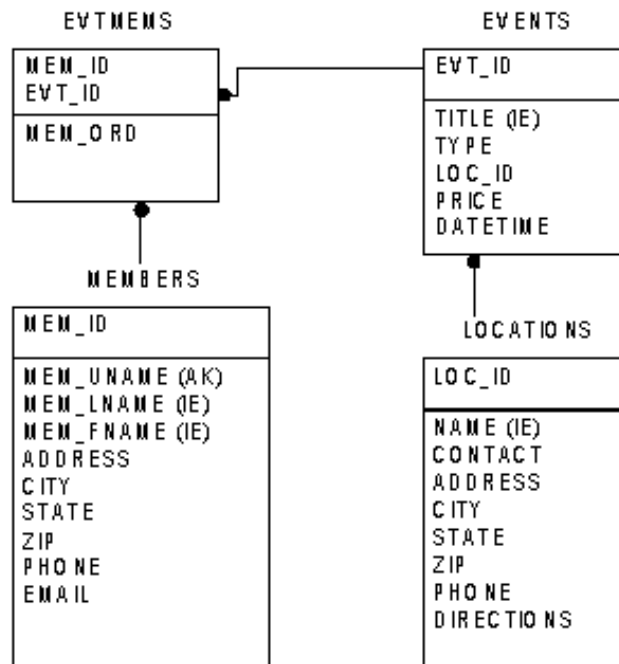 EVTMEMS
MEM_ID
EVT_ID
MEM_ORD
EVENTS
EVT_ID
TITLE (IE)
TYPE
LOC_ID
PRICE
DATETIME
MEMBERS
MEM_ID
MEM_UNAME (AK)
MEM_LNAME (IE)
MEM_FNAME (IE)
ADDRESS
CITY
STATE
ZIP
PHONE
EMAIL
LOCATIONS
LOC_ID
NAME (IE)
CONTACT
ADDRESS
CITY
STATE
ZIP
PHONE
DIRECTIONS